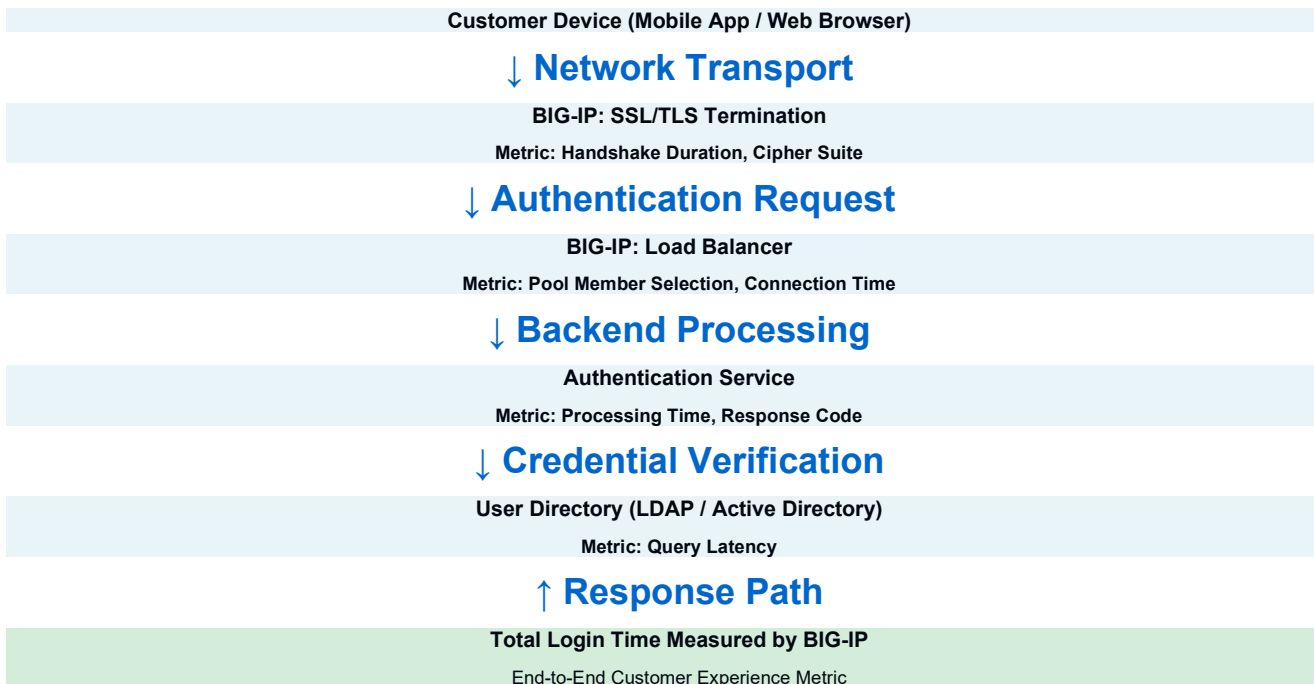 Customer Device (Mobile App / Web Browser)
↓ Network Transport
BIG-IP: SSL/TLS Termination
Metric: Handshake Duration, Cipher Suite
↓ Authentication Request
BIG-IP: Load Balancer
Metric: Pool Member Selection, Connection Time
↓ Backend Processing
Authentication Service
Metric: Processing Time, Response Code
↓ Credential Verification
User Directory (LDAP / Active Directory)
Metric: Query Latency
↑ Response Path
Total Login Time Measured by BIG-IP
End-to-End Customer Experience Metric